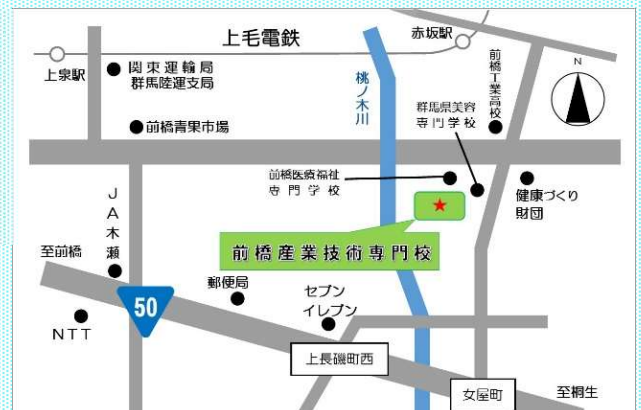 上毛電鉄
赤坂駅
上泉駅
関東運輸局
群馬陸運支局
前橋青果市場
桃ノ木川
前橋工業高校
群馬県美容
専門学校
N
前橋医療福祉
専門学校
健康づくり
財団
JA木瀬
前橋産業技術専門校
至前橋
郵便局
セブン
イレブン
50
NTT
上長磯町西
女屋町
至桐生